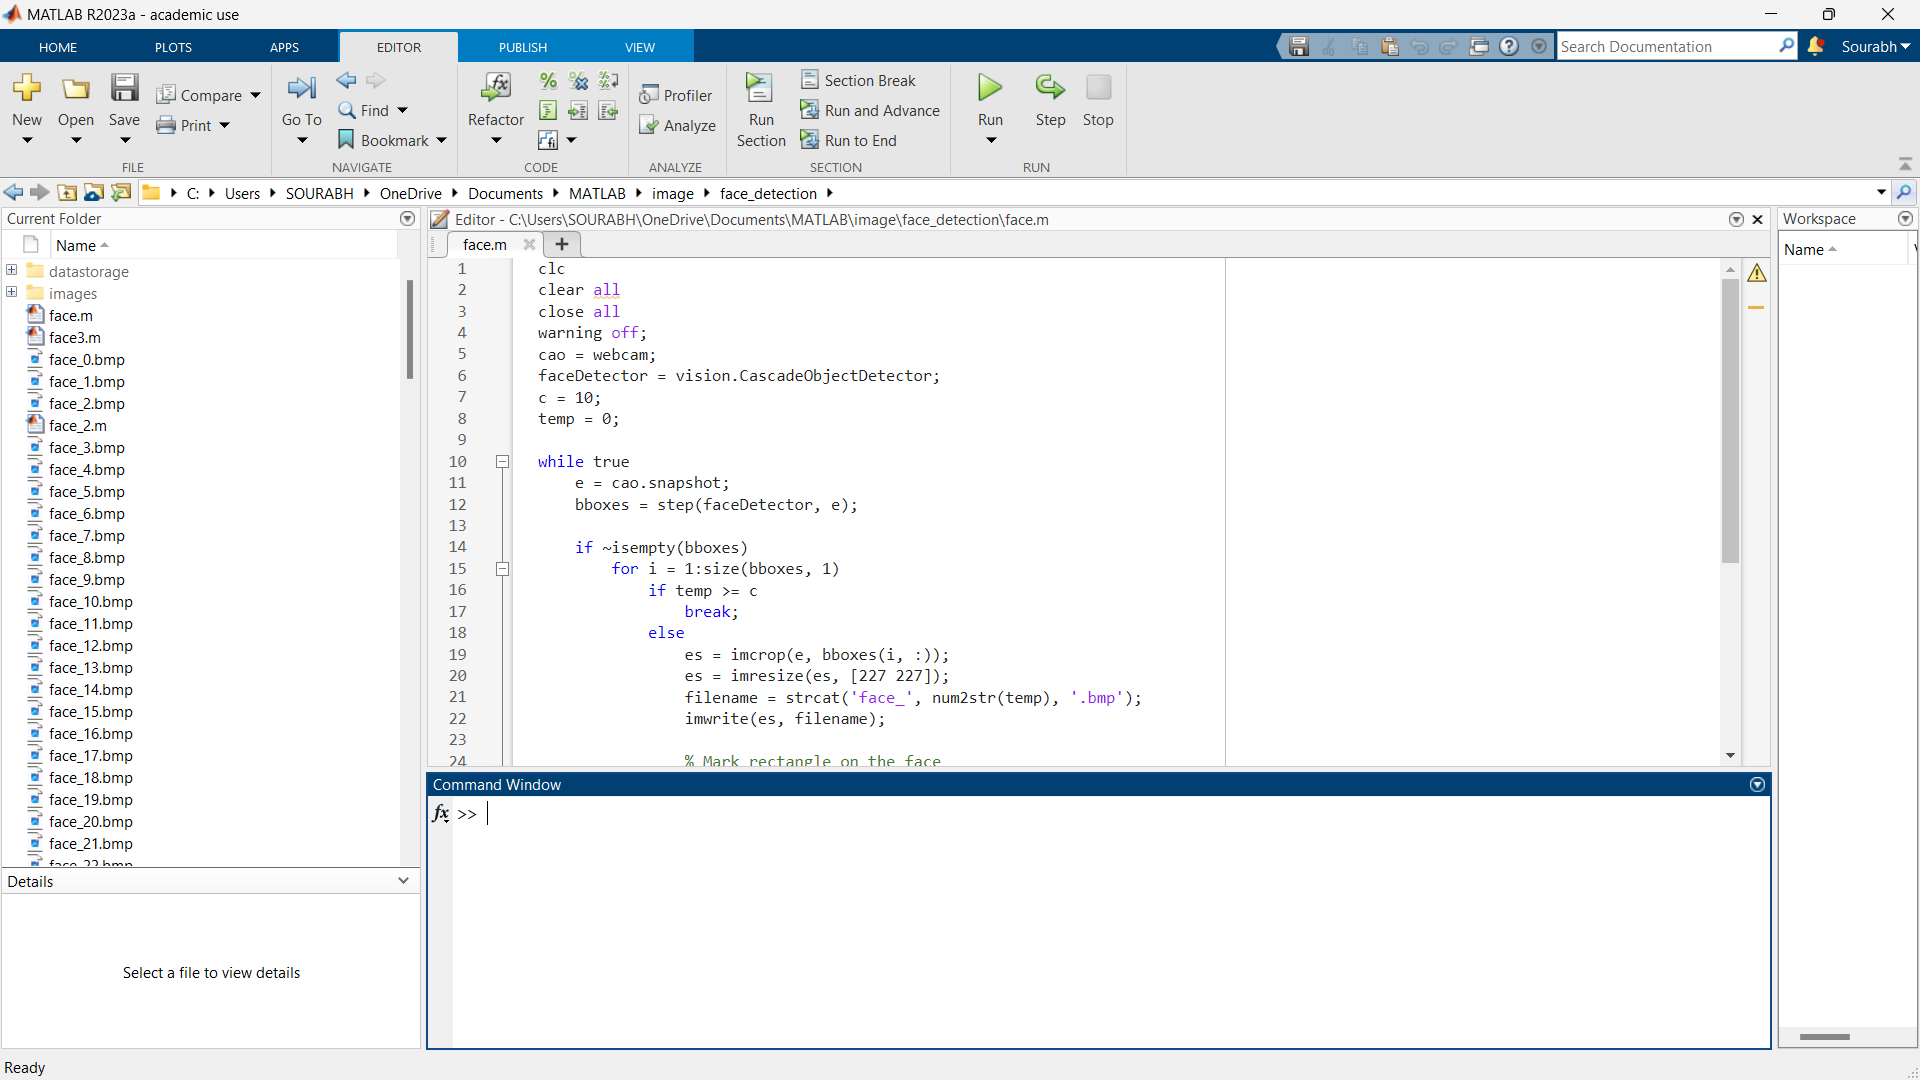 MATLAB R2023a - academic use
HOME PLOTS APPS EDITOR PUBLISH VIEW
Search Documentation
Sourabh
New
Open
Save
Compare
Print
FILE
Go To
Find
Bookmark
NAVIGATE
Refactor
CODE
Profiler
Analyze
ANALYZE
Run
Section
Section Break
Run and Advance
Run to End
SECTION
Run
Step
Stop
RUN
C: Users SOURABH OneDrive Documents MATLAB image face_detection
Current Folder
Name
datastorage
images
face.m
face3.m
face_0.bmp
face_1.bmp
face_2.bmp
face_2.m
face_3.bmp
face_4.bmp
face_5.bmp
face_6.bmp
face_7.bmp
face_8.bmp
face_9.bmp
face_10.bmp
face_11.bmp
face_12.bmp
face_13.bmp
face_14.bmp
face_15.bmp
face_16.bmp
face_17.bmp
face_18.bmp
face_19.bmp
face_20.bmp
face_21.bmp
face_22.bmp
Details
Select a file to view details
Ready
Editor - C:\Users\SOURABH\OneDrive\Documents\MATLAB\image\face_detection\face.m
face.m
1 clc
2 clear all
3 close all
4 warning off;
5 cao = webcam;
6 faceDetector = vision.CascadeObjectDetector;
7 c = 10;
8 temp = 0;
9
10 while true
11 e = cao.snapshot;
12 bboxes = step(faceDetector, e);
13
14 if ~isempty(bboxes)
15 for i = 1:size(bboxes, 1)
16 if temp >= c
17 break;
18 else
19 es = imcrop(e, bboxes(i, :));
20 es = imresize(es, [227 227]);
21 filename = strcat('face_', num2str(temp), '.bmp');
22 imwrite(es, filename);
23
24 % Mark rectangle on the face
Command Window
fx >>
Workspace
Name